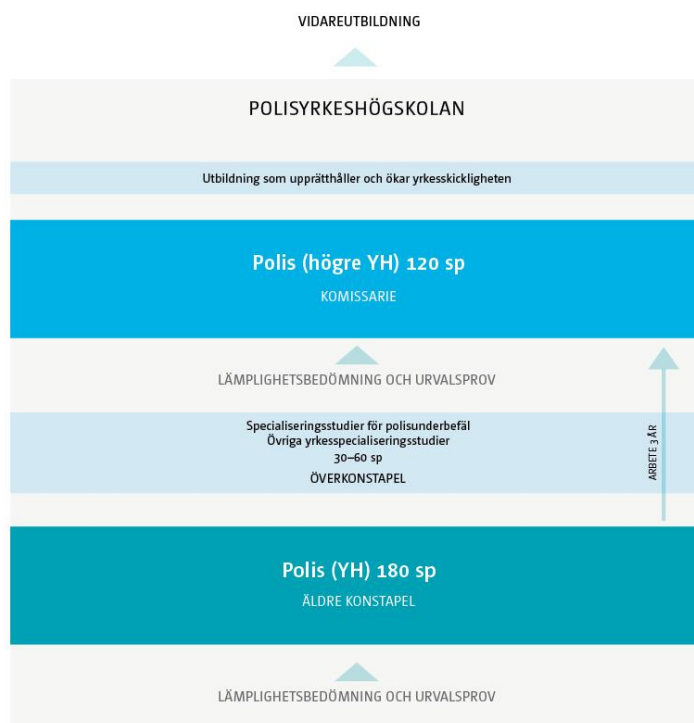 VIDAREUTBILDNING
POLISYRKESHÖGSKOLAN
Utbildning som upprätthåller och ökar yrkesskickligheten
Polis (högre YH) 120 sp
KOMISSARIE
LÄMPLIGHETSBEDÖMNING OCH URVALSPROV
Specialiseringsstudier för polisunderbefäl
Övriga yrkesspecialiseringsstudier
30–60 sp
ÖVERKONSTAPEL
ARBETE 3 ÅR
Polis (YH) 180 sp
ÄLDRE KONSTAPEL
LÄMPLIGHETSBEDÖMNING OCH URVALSPROV